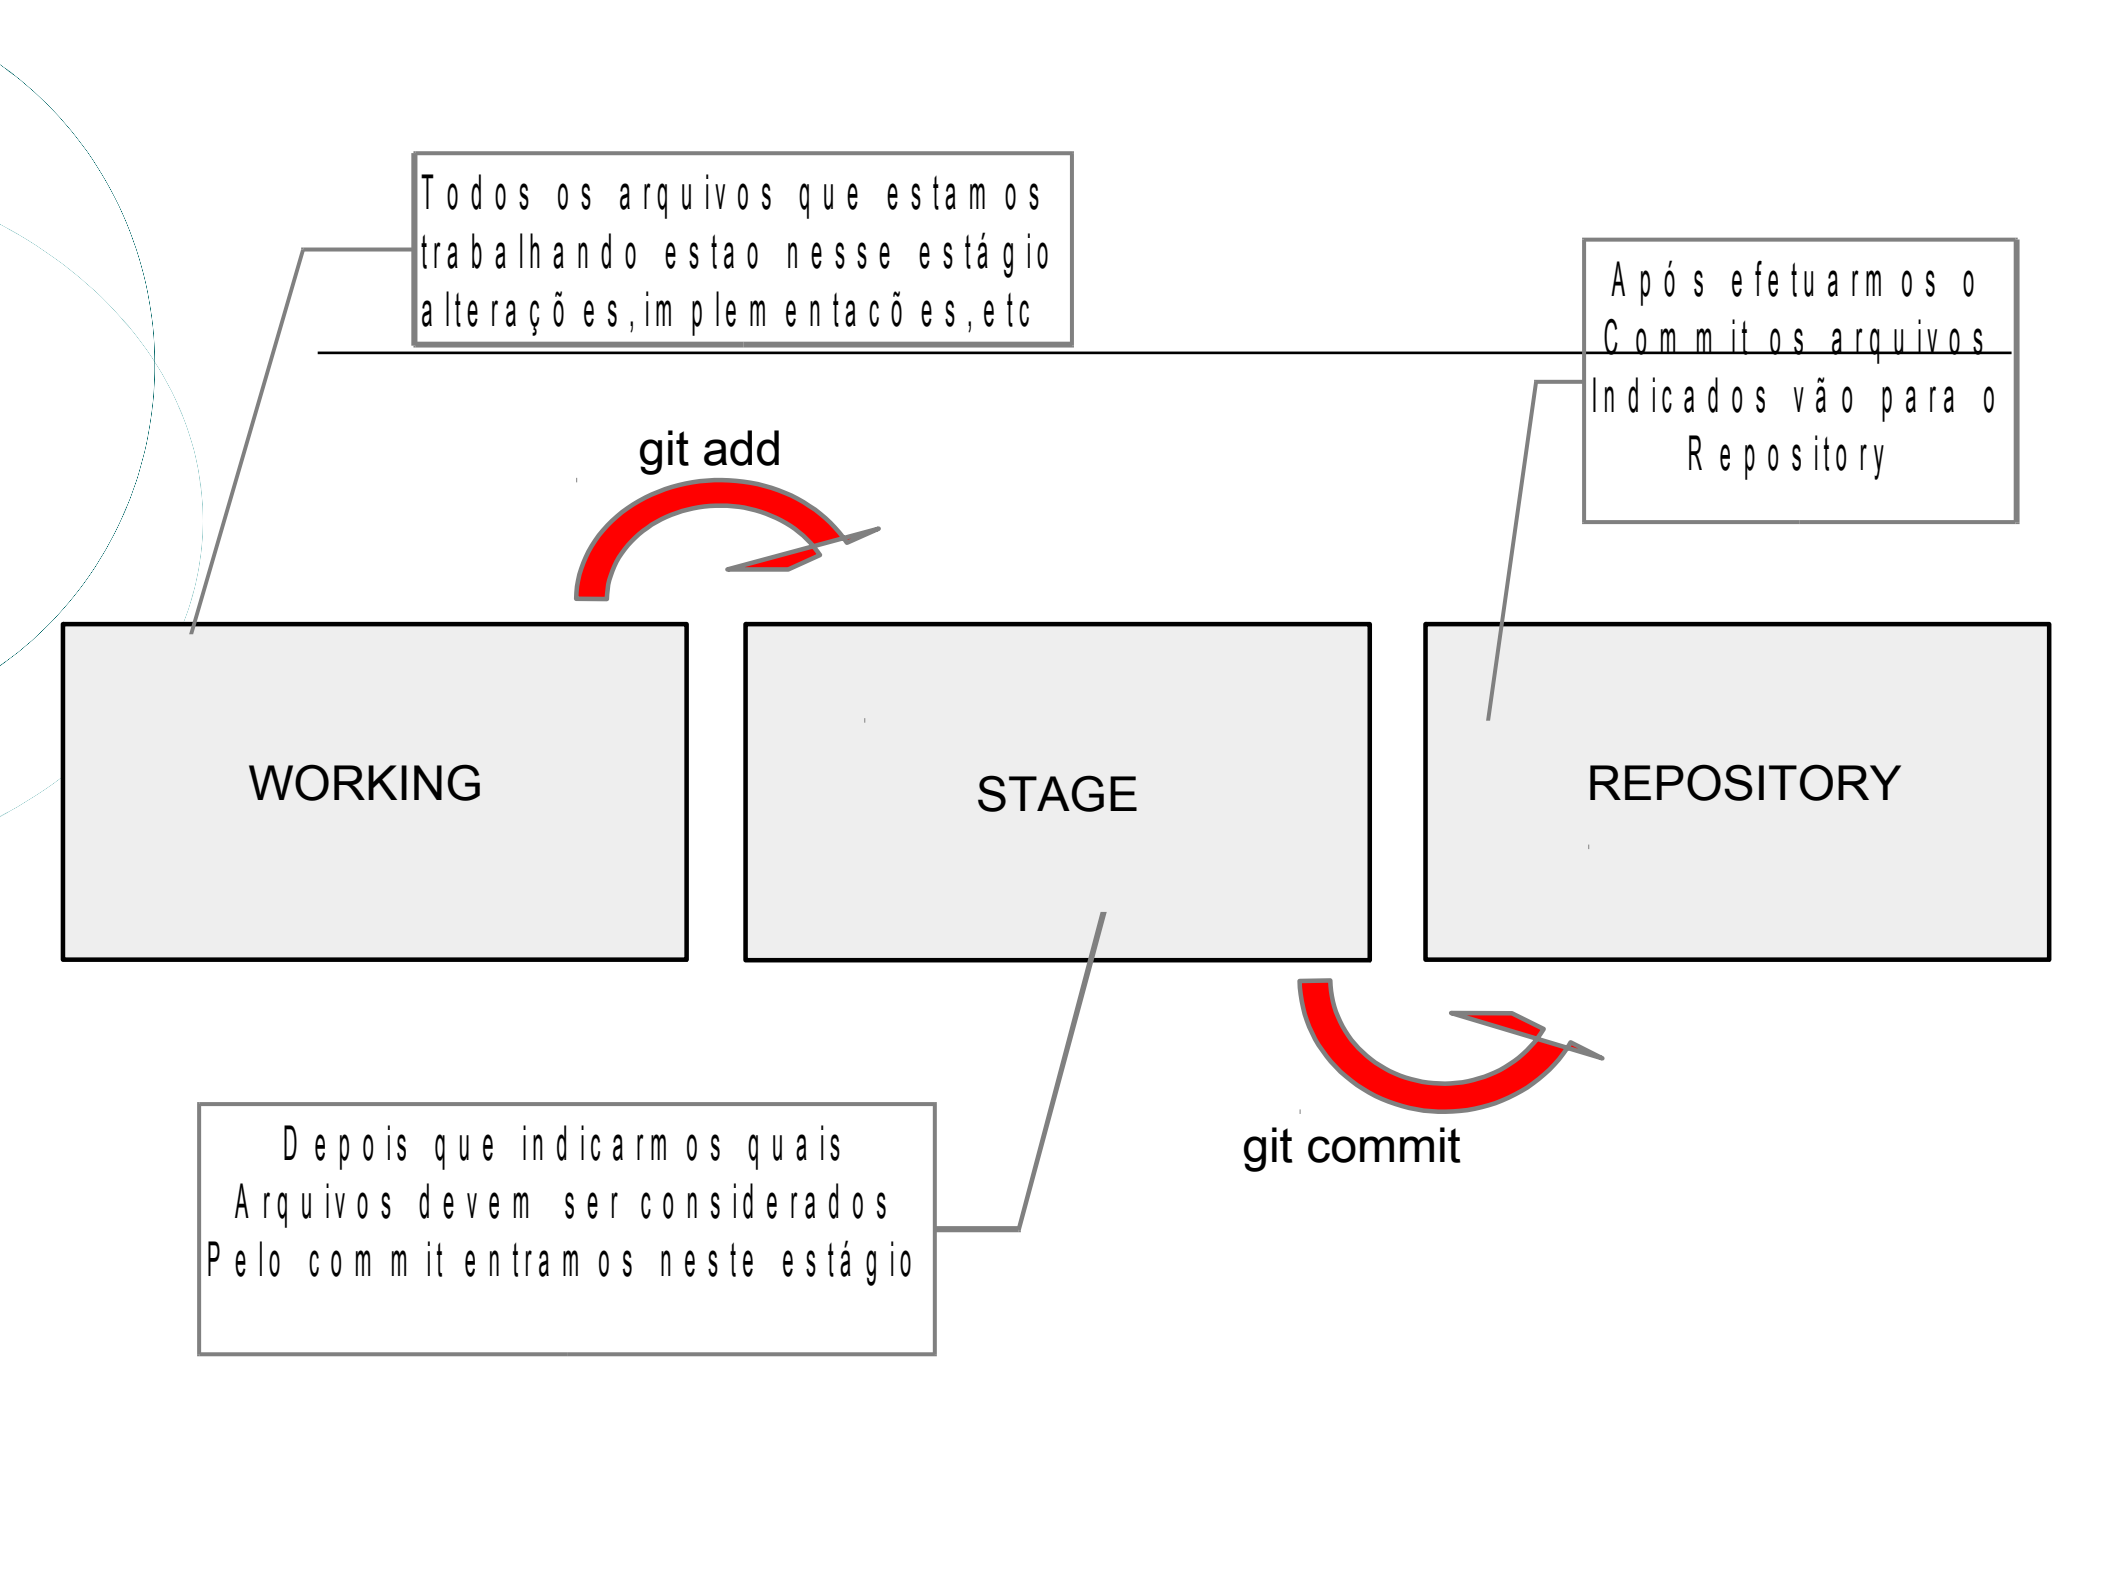 Todos os arquivos que estamos
trabalhando estao nesse estágio
alterações,implementacões,etc
Após efetuarmos o
Commit os arquivos
Indicados vão para o
Repository
git add
WORKING
STAGE
REPOSITORY
Depois que indicarmos quais
Arquivos devem ser considerados
Pelo commit entramos neste estágio
git commit